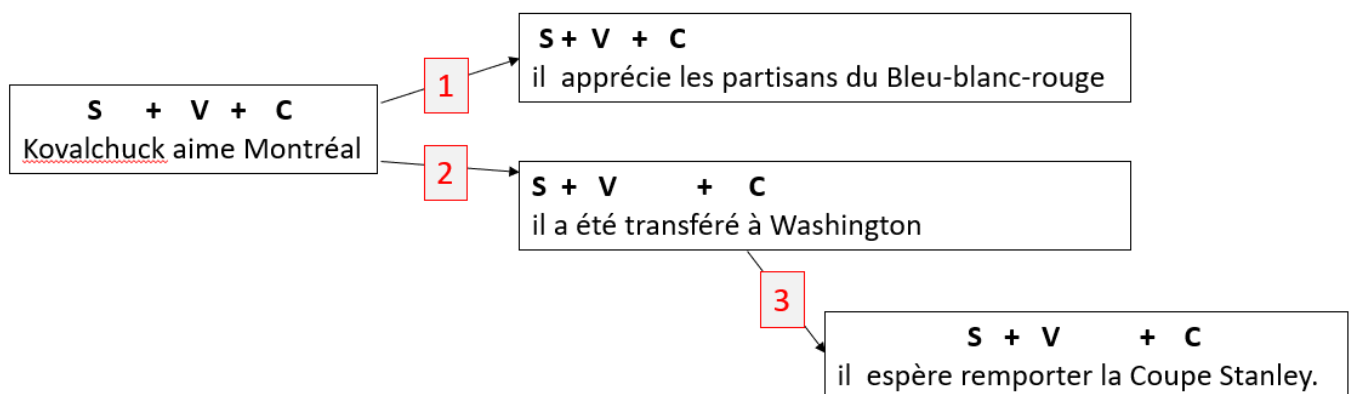 S + V + C
il apprécie les partisans du Bleu-blanc-rouge
1
S + V + C
Kovalchuck aime Montréal
2
S + V + C
il a été transféré à Washington
3
S + V + C
il espère remporter la Coupe Stanley.